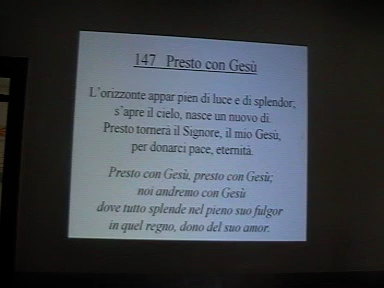 147 Presto con Gesù
L'orizzonte appar pien di luce e di splendor;
s'apre il cielo, nasce un nuovo dì.
Presto tornerà il Signore, il mio Gesù,
per donarci pace, eternità.
Presto con Gesù, presto con Gesù;
noi andremo con Gesù
dove tutto splende nel pieno suo fulgor
in quel regno, dono del suo amor.